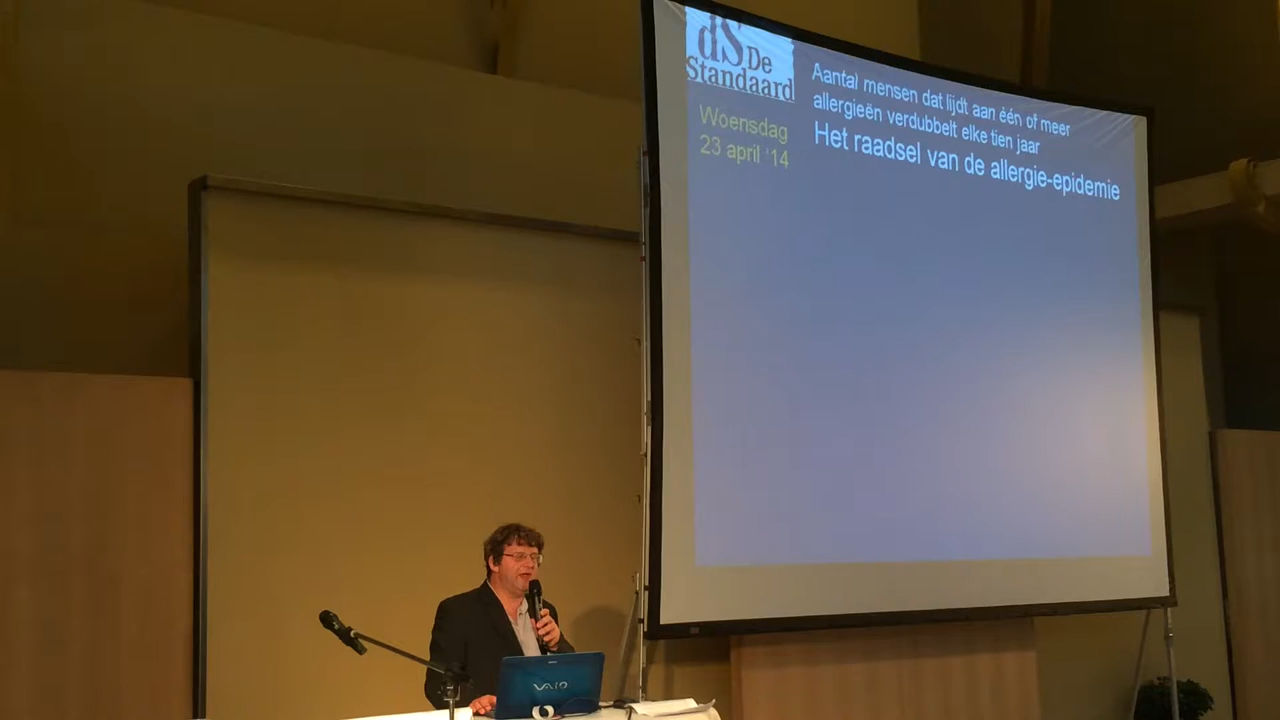 dS De
Standaard
Woensdag
23 april '14
Aantal mensen dat lijdt aan één of meer
allergieën verdubbelt elke tien jaar
Het raadsel van de allergie-epidemie
VAIO